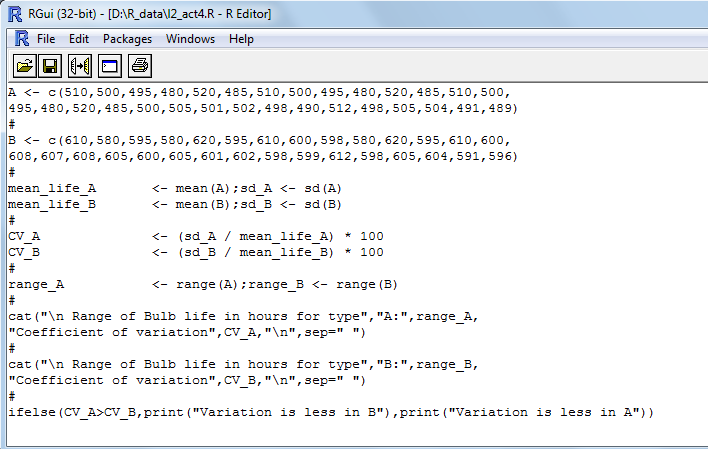 RGui (32-bit) - [D:\R_data\l2_act4.R - R Editor]
File Edit Packages Windows Help
A <- c(510,500,495,480,520,485,510,500,495,480,520,485,510,500,
495,480,520,485,500,505,501,502,498,490,512,498,505,504,491,489)
#
B <- c(610,580,595,580,620,595,610,600,598,580,620,595,610,600,
608,607,608,605,600,605,601,602,598,599,612,598,605,604,591,596)
#
mean_life_A <- mean(A);sd_A <- sd(A)
mean_life_B <- mean(B);sd_B <- sd(B)
#
CV_A <- (sd_A / mean_life_A) * 100
CV_B <- (sd_B / mean_life_B) * 100
#
range_A <- range(A);range_B <- range(B)
#
cat("\n Range of Bulb life in hours for type","A:",range_A,
"Coefficient of variation",CV_A,"\n",sep=" ")
#
cat("\n Range of Bulb life in hours for type","B:",range_B,
"Coefficient of variation",CV_B,"\n",sep=" ")
#
ifelse(CV_A>CV_B,print("Variation is less in B"),print("Variation is less in A"))